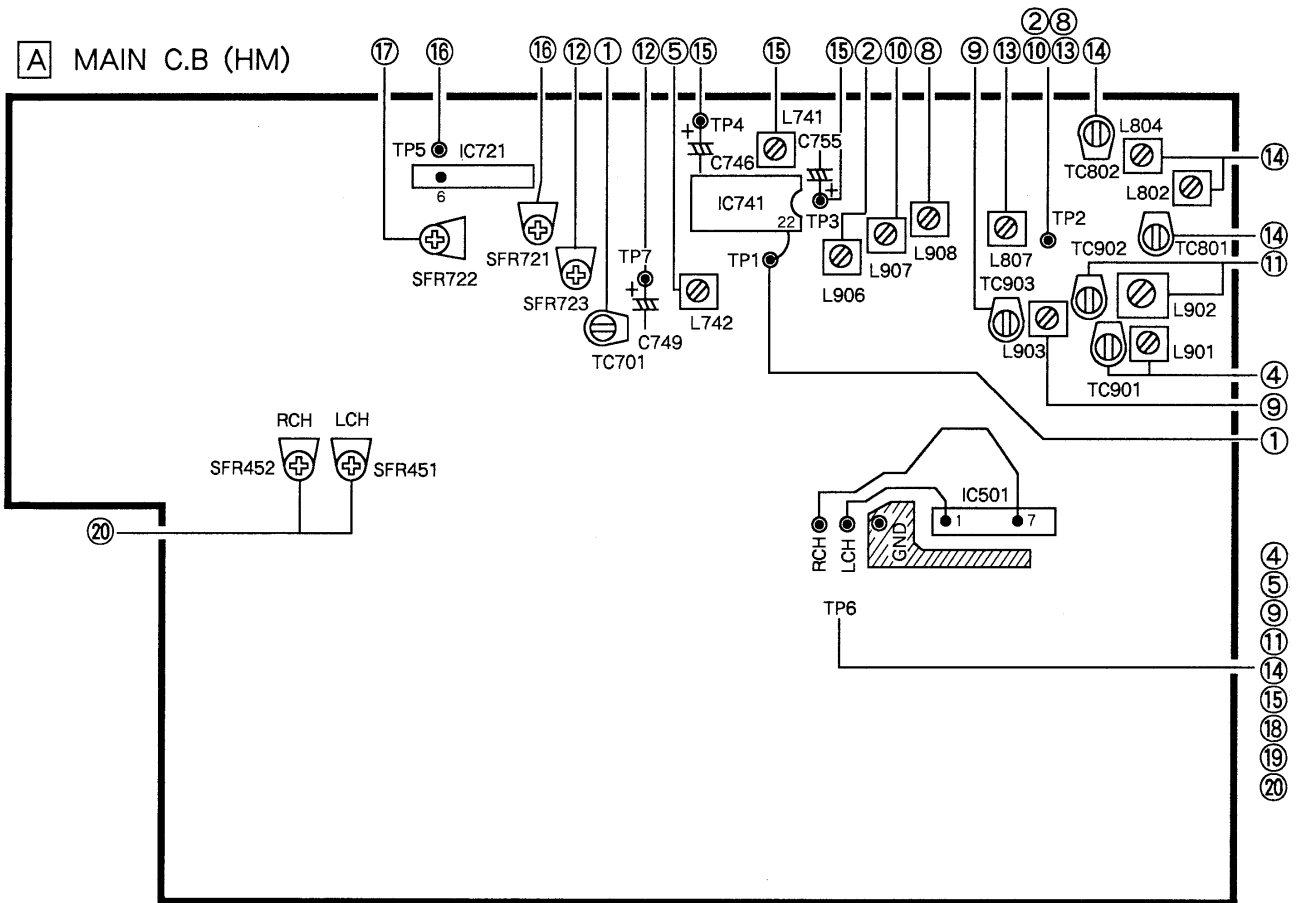 ② ⑧
A MAIN C.B (HM)
⑰ ⑯ ⑯ ⑫ ① ⑫ ⑤ ⑮ ⑮ ⑮ ② ⑩ ⑧ ⑨ ⑬ ⑩ ⑬ ⑭
TP4 L741 L804
TP5 IC721 + C746 C755 TC802 ⑭
6 IC741 + L802
22 TP3 TP2
SFR722 SFR721 TP7 TP1 L906 L907 L908 L807 TC902 TC801 ⑭
SFR723 + L742 TC903 L902 ⑪
TC701 C749 L903 L901
TC901 ④
⑨
RCH LCH ①
SFR452 SFR451
IC501
⑳ 1 7
RCH LCH GND
TP6
④
⑤
⑨
⑪
⑭
⑮
⑱
⑲
⑳